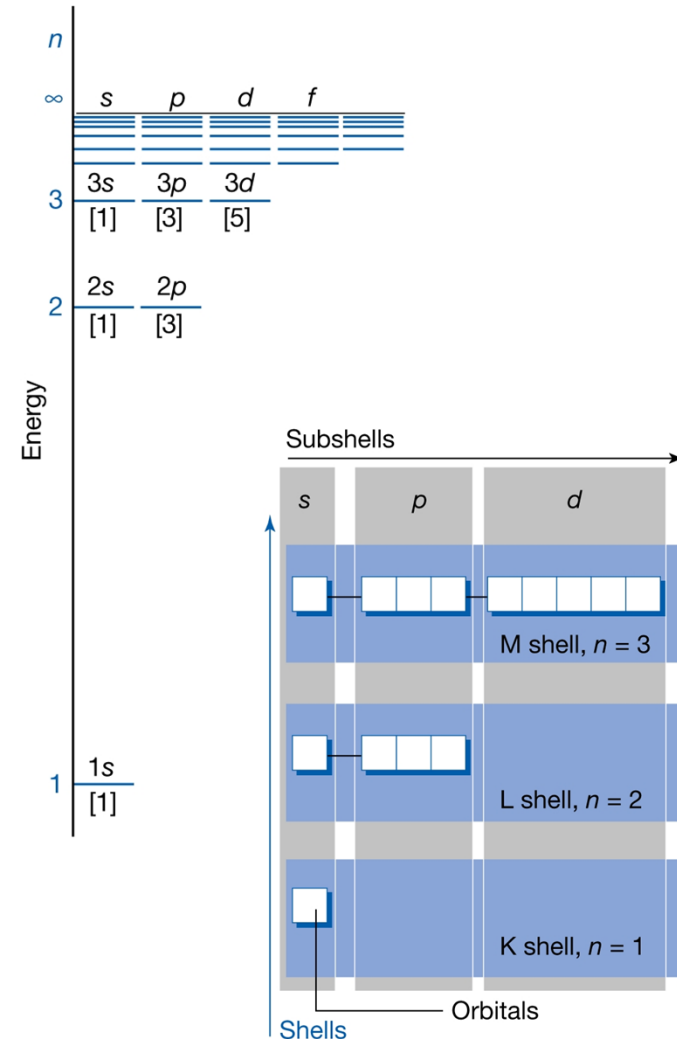 n
∞ s p d f
3s 3p 3d
3
[1] [3] [5]
2s 2p
2
[1] [3]
Energy
1s
1
[1]
Subshells
s p d
M shell, n = 3
L shell, n = 2
K shell, n = 1
Orbitals
Shells